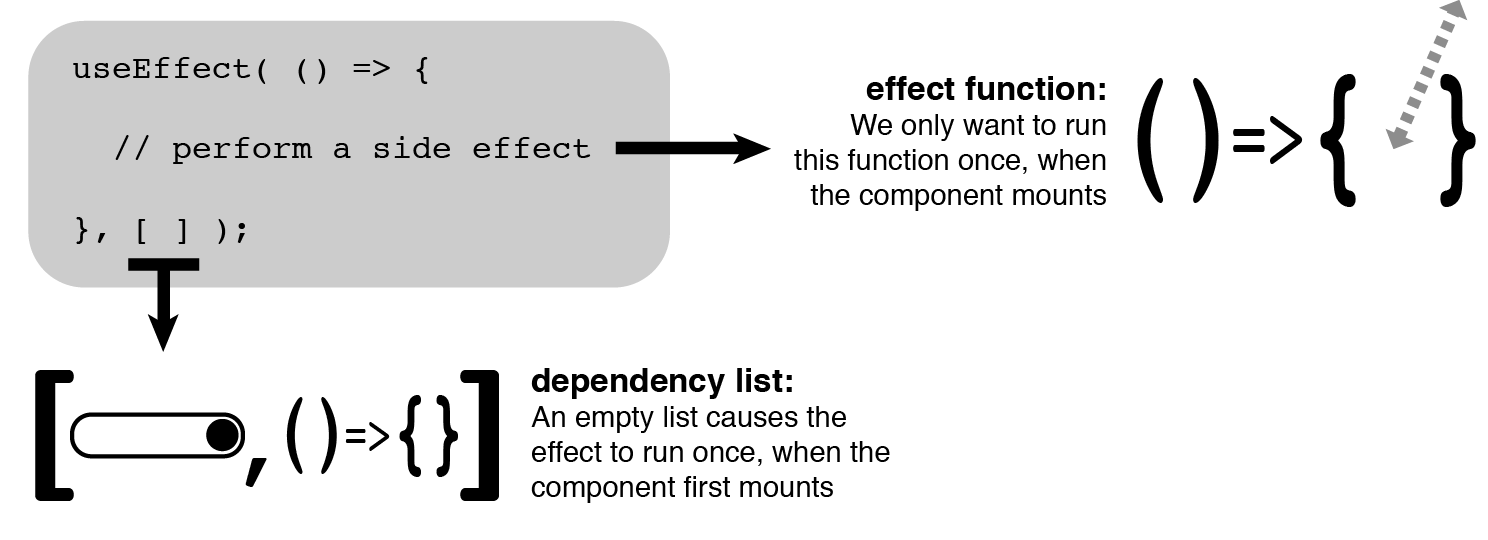 useEffect( () => {
// perform a side effect
}, [ ] );
effect function:
We only want to run
this function once, when
the component mounts
() => { }
[ , () => {} ]
dependency list:
An empty list causes the
effect to run once, when the
component first mounts